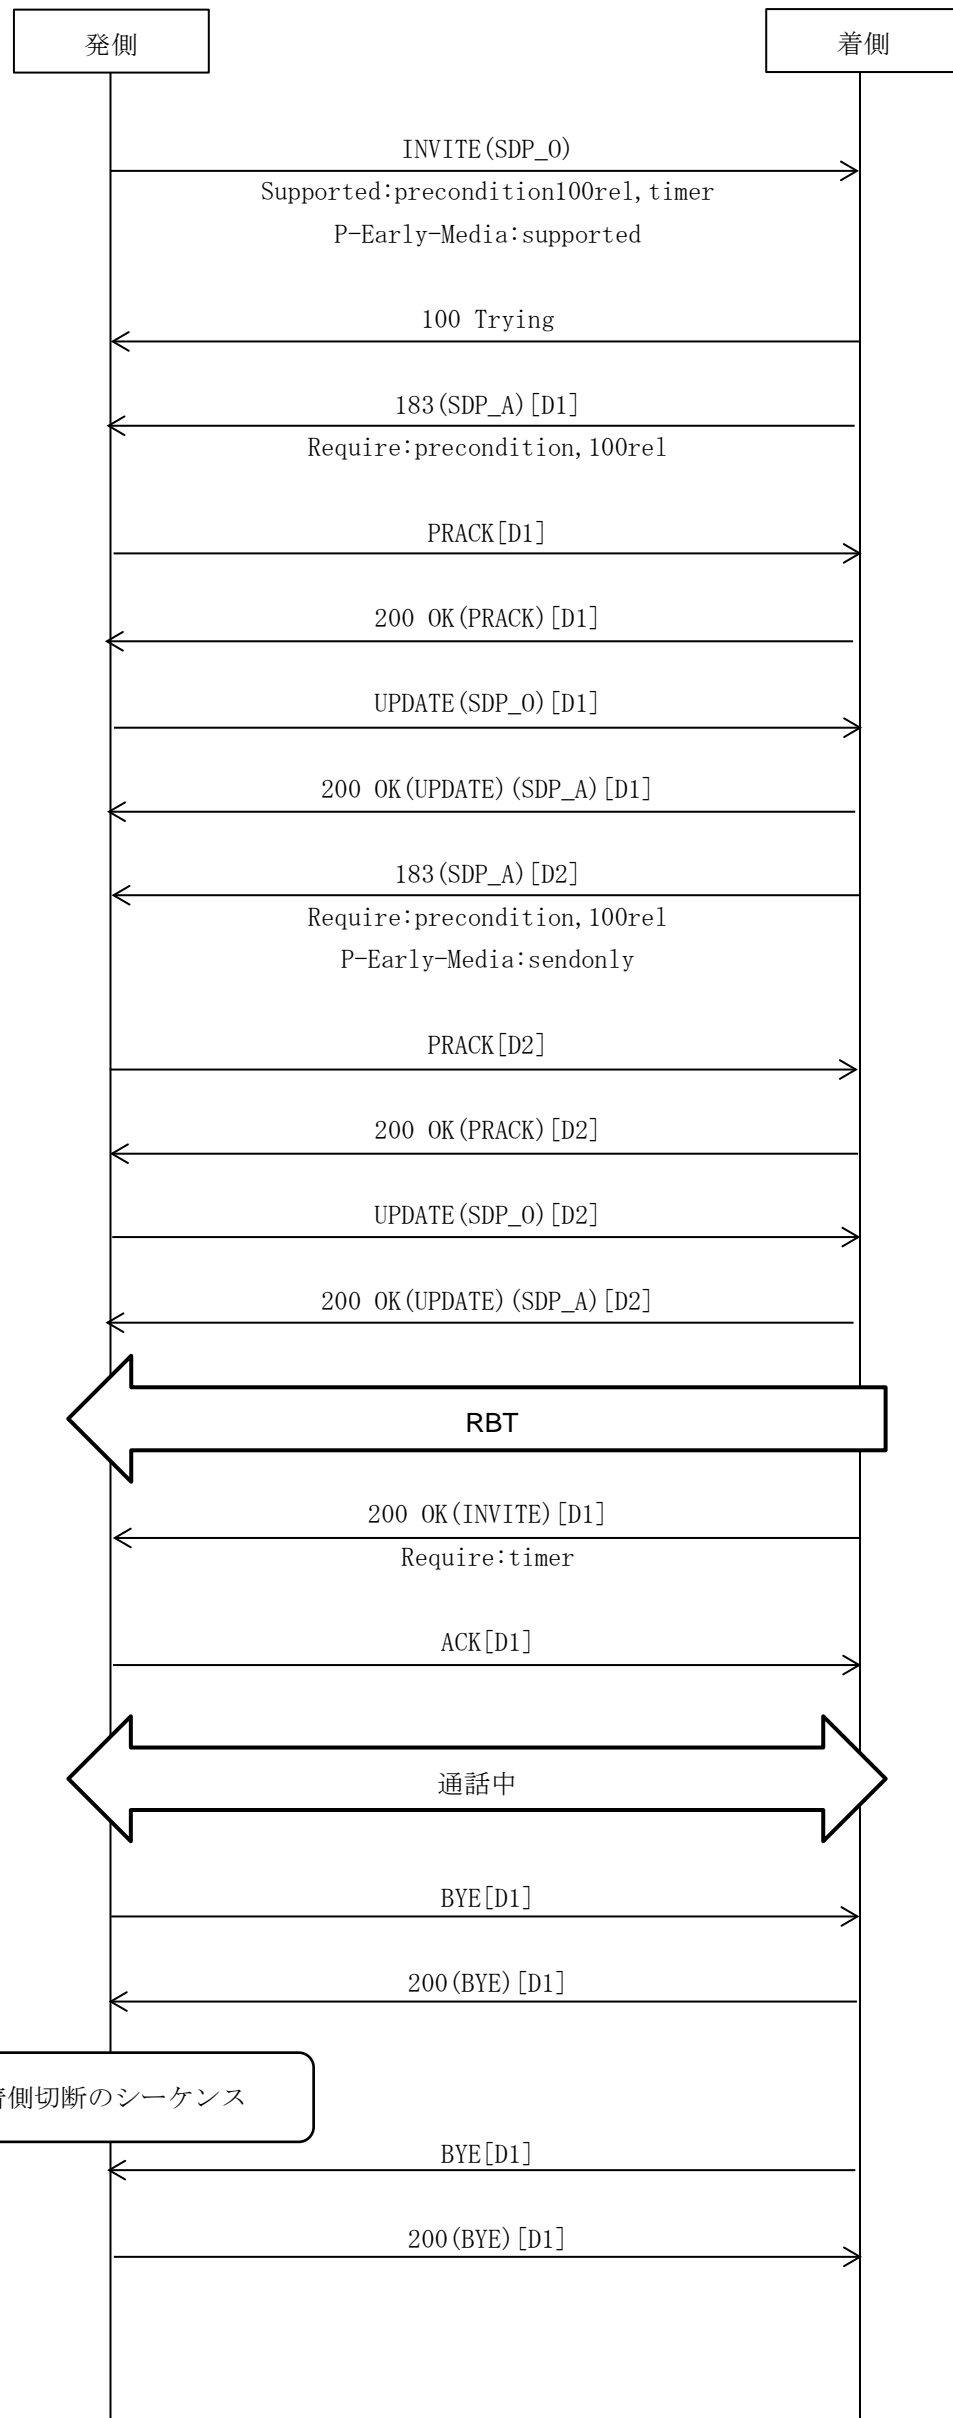 発側
着側
INVITE(SDP_O)
Supported:precondition100rel,timer
P-Early-Media:supported
100 Trying
183(SDP_A)[D1]
Require:precondition,100rel
PRACK[D1]
200 OK(PRACK)[D1]
UPDATE(SDP_O)[D1]
200 OK(UPDATE)(SDP_A)[D1]
183(SDP_A)[D2]
Require:precondition,100rel
P-Early-Media:sendonly
PRACK[D2]
200 OK(PRACK)[D2]
UPDATE(SDP_O)[D2]
200 OK(UPDATE)(SDP_A)[D2]
RBT
200 OK(INVITE)[D1]
Require:timer
ACK[D1]
通話中
BYE[D1]
200(BYE)[D1]
着側切断のシーケンス
BYE[D1]
200(BYE)[D1]